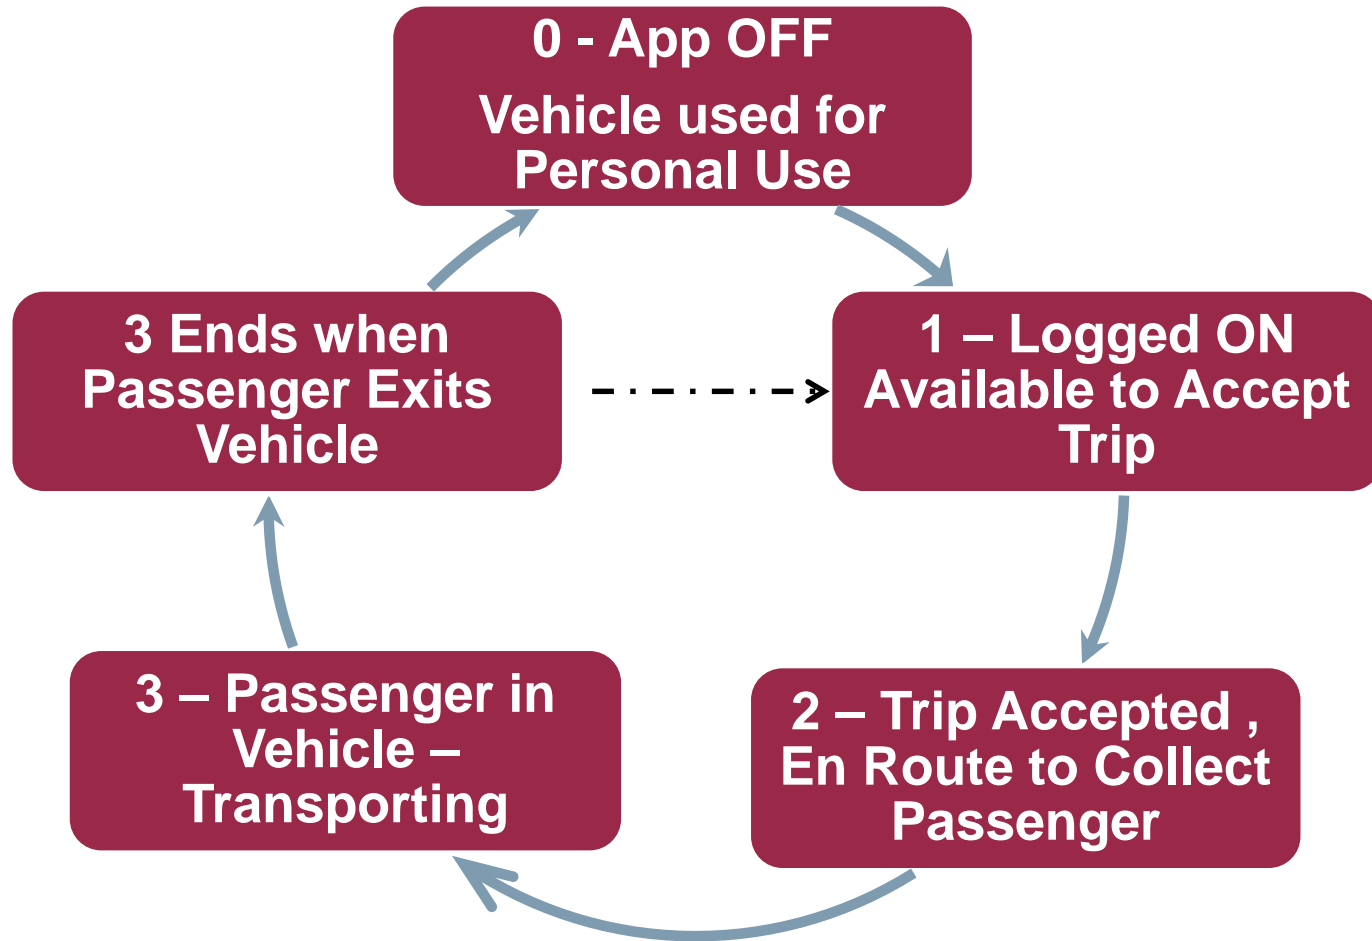 0 - App OFF
Vehicle used for
Personal Use
1 – Logged ON
Available to Accept
Trip
2 – Trip Accepted ,
En Route to Collect
Passenger
3 – Passenger in
Vehicle –
Transporting
3 Ends when
Passenger Exits
Vehicle